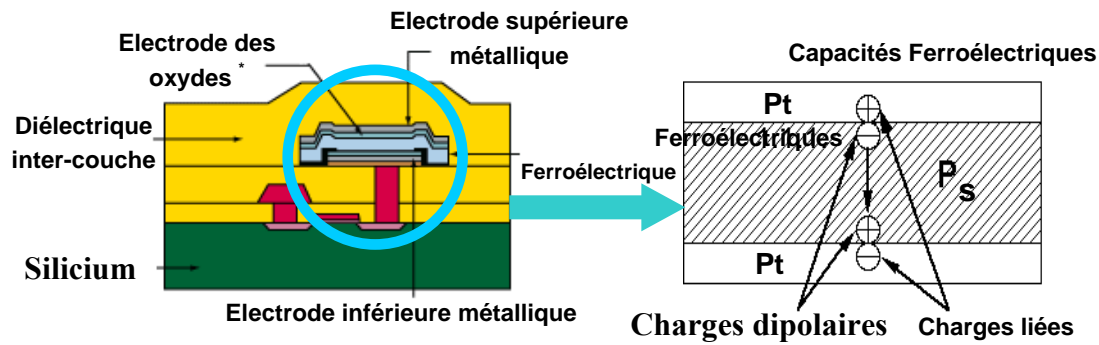 Electrode des
oxydes *
Electrode supérieure
métallique
Diélectrique
inter-couche
Ferroélectrique
Silicium
Electrode inférieure métallique
Capacités Ferroélectriques
Pt
Ferroélectriques
Ps
Pt
Charges dipolaires
Charges liées